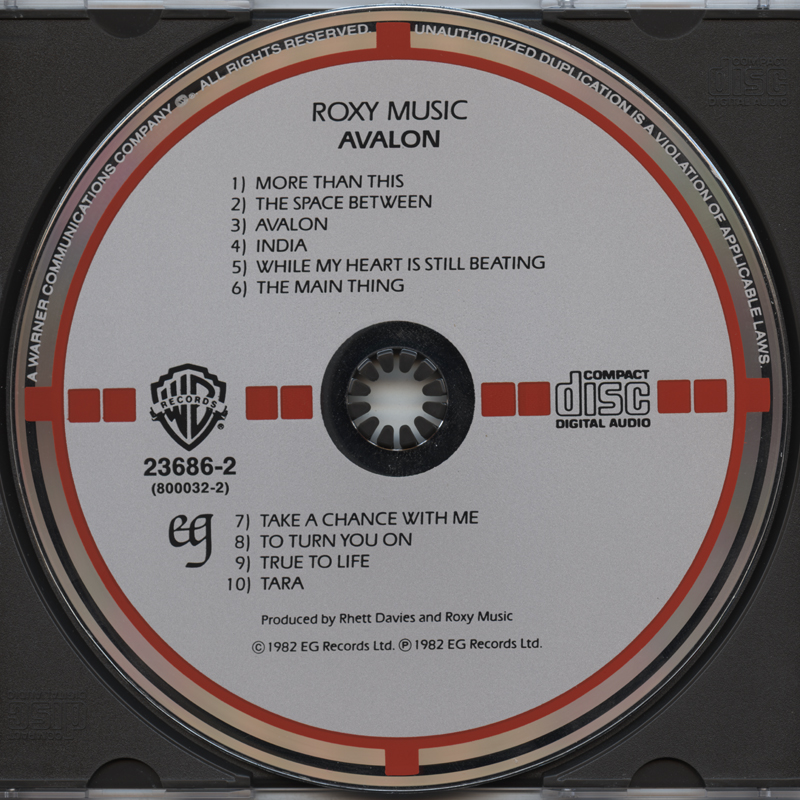 A WARNER COMMUNICATIONS COMPANY ALL RIGHTS RESERVED
UNAUTHORIZED DUPLICATION IS A VIOLATION OF APPLICABLE LAWS.
ROXY MUSIC
AVALON
1) MORE THAN THIS
2) THE SPACE BETWEEN
3) AVALON
4) INDIA
5) WHILE MY HEART IS STILL BEATING
6) THE MAIN THING
W RECORDS ®
COMPACT
disc
DIGITAL AUDIO
23686-2
(800032-2)
eg
7) TAKE A CHANCE WITH ME
8) TO TURN YOU ON
9) TRUE TO LIFE
10) TARA
Produced by Rhett Davies and Roxy Music
© 1982 EG Records Ltd. ℗ 1982 EG Records Ltd.
COMPACT
disc
DIGITAL AUDIO